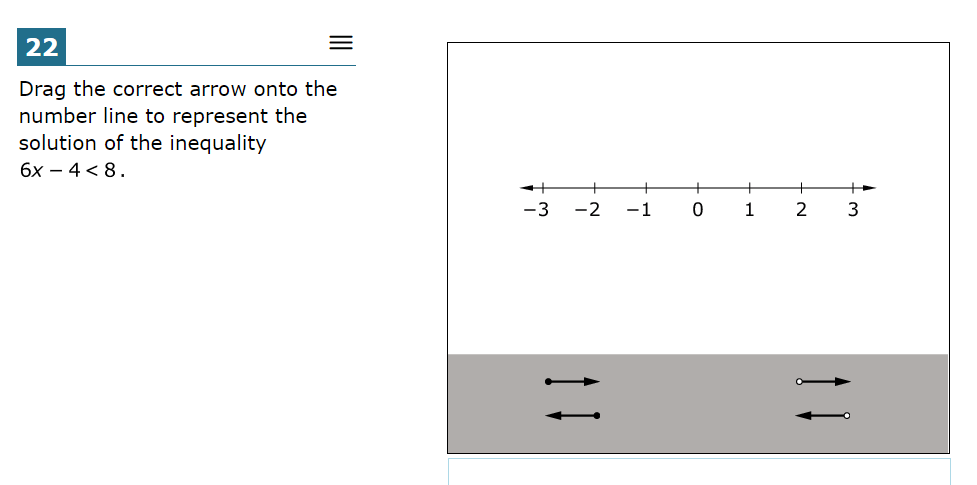 22
Drag the correct arrow onto the
number line to represent the
solution of the inequality
6x − 4 < 8.
−3 −2 −1 0 1 2 3